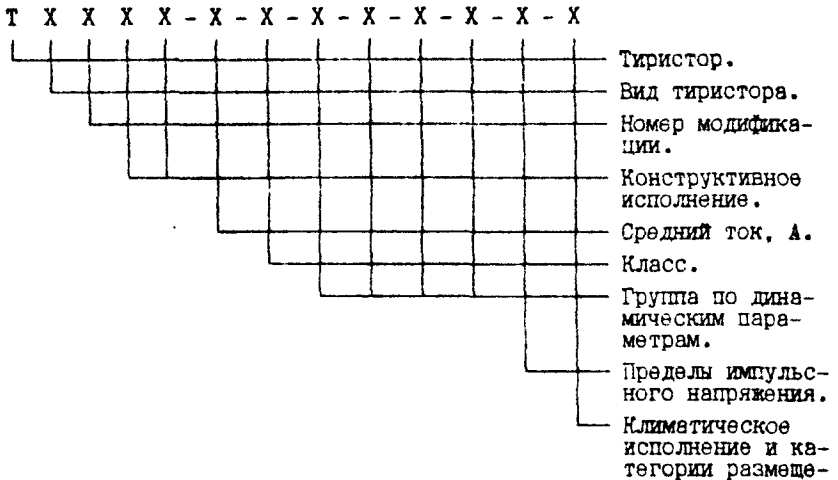 Т Х Х Х Х - Х - Х - Х - Х - Х - Х - Х - Х
Тиристор.
Вид тиристора.
Номер модифика-
ции.
Конструктивное
исполнение.
Средний ток, А.
Класс.
Группа по дина-
мическим пара-
метрам.
Пределы импульс-
ного напряжения.
Климатическое
исполнение и ка-
тегории размеще-